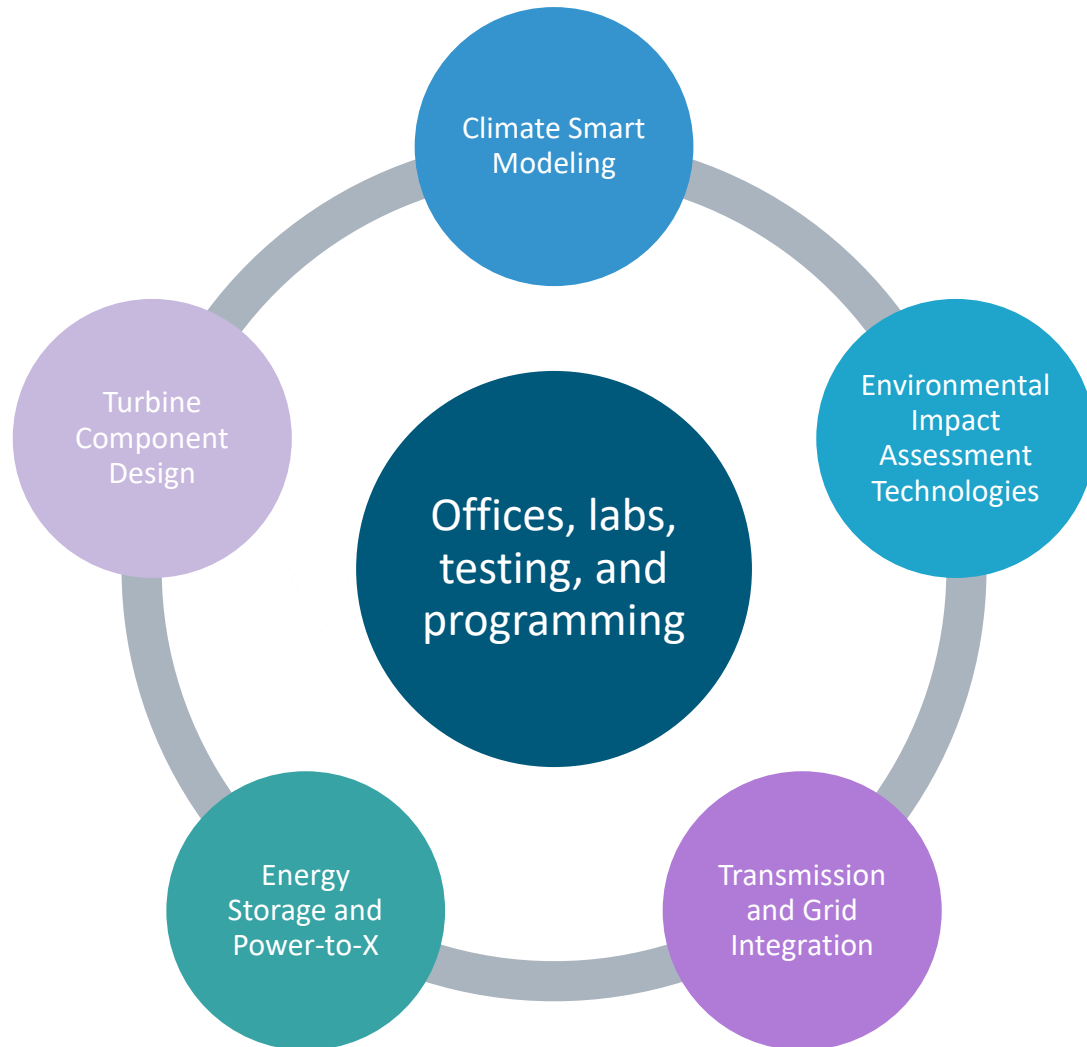 Climate Smart
Modeling
Environmental
Impact
Assessment
Technologies
Transmission
and Grid
Integration
Energy
Storage and
Power-to-X
Turbine
Component
Design
Offices, labs,
testing, and
programming